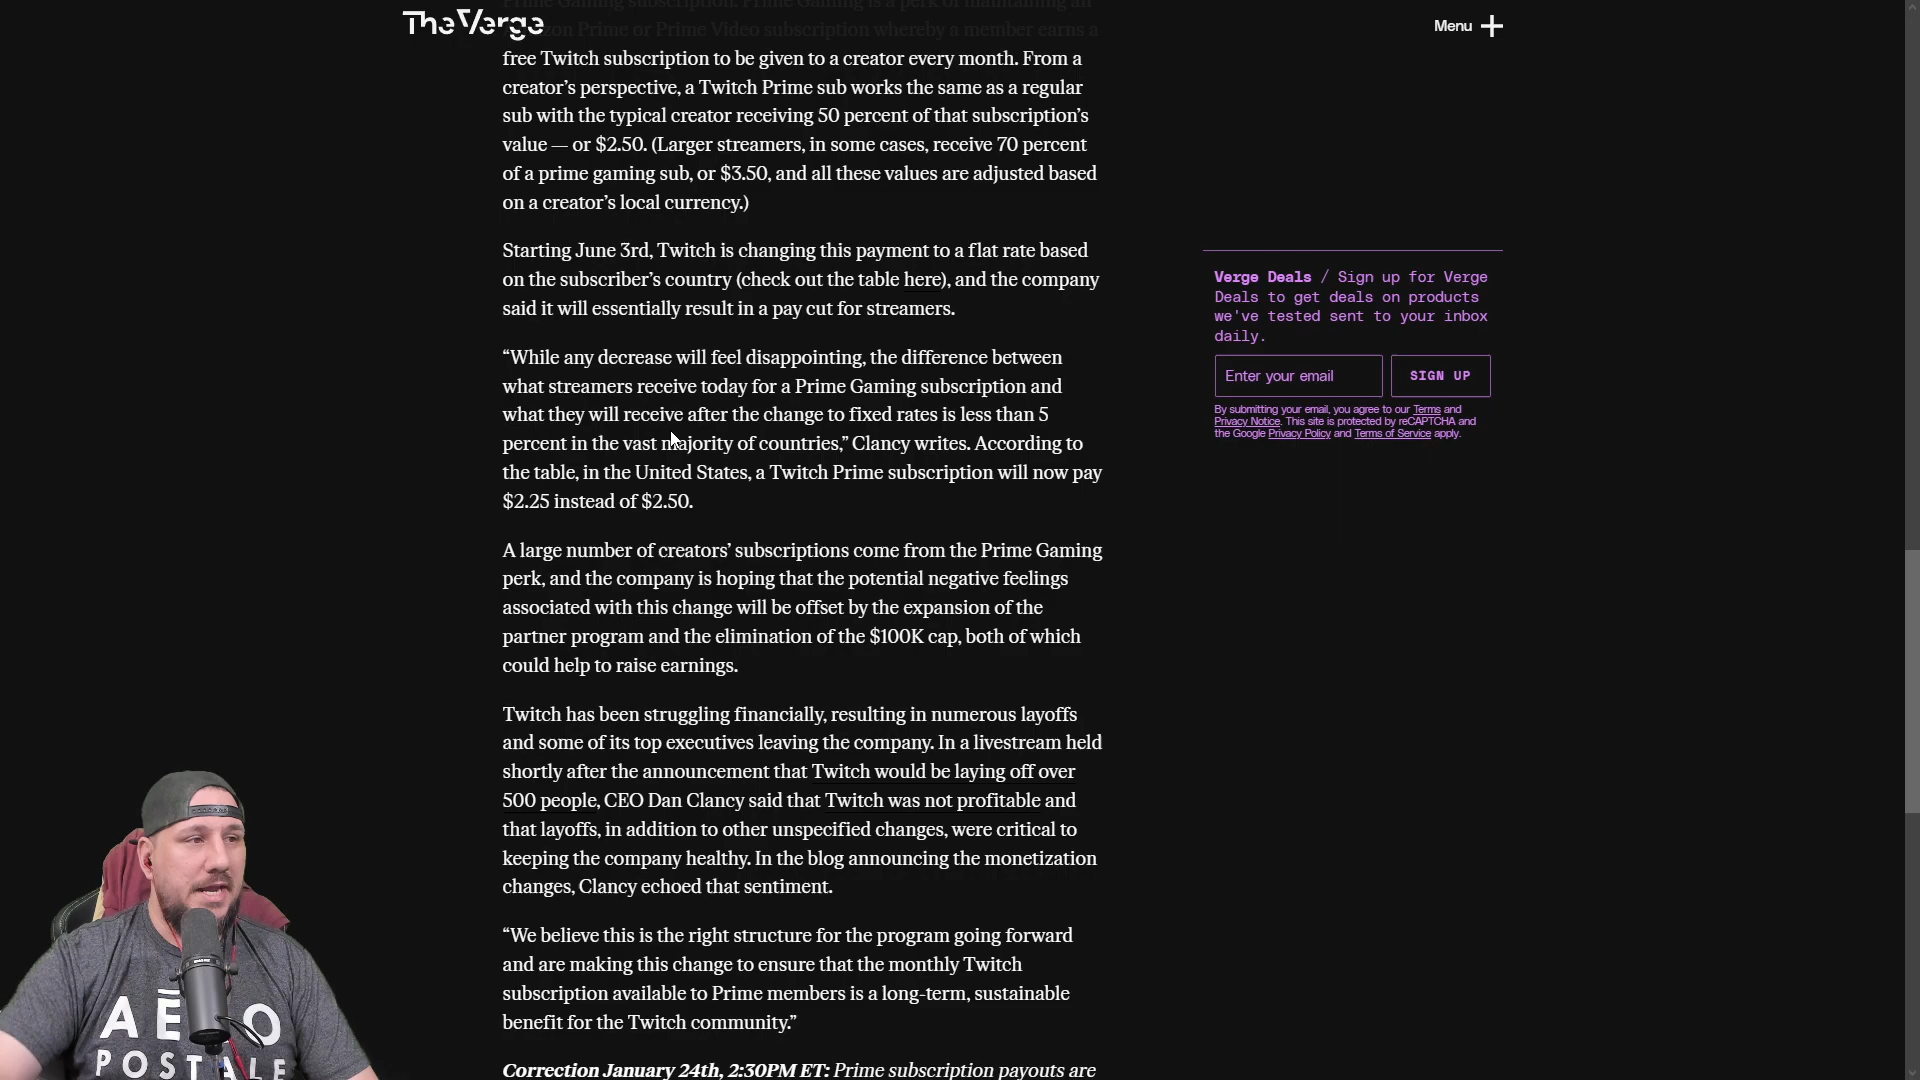 Prime Gaming subscription. Prime Gaming is a perk of maintaining an
TheVerge
Menu
Prime or Prime Video subscription whereby a member earns a
free Twitch subscription to be given to a creator every month. From a
creator’s perspective, a Twitch Prime sub works the same as a regular
sub with the typical creator receiving 50 percent of that subscription’s
value — or $2.50. (Larger streamers, in some cases, receive 70 percent
of a prime gaming sub, or $3.50, and all these values are adjusted based
on a creator’s local currency.)
Starting June 3rd, Twitch is changing this payment to a flat rate based
on the subscriber’s country (check out the table here), and the company
said it will essentially result in a pay cut for streamers.
“While any decrease will feel disappointing, the difference between
what streamers receive today for a Prime Gaming subscription and
what they will receive after the change to fixed rates is less than 5
percent in the vast majority of countries,” Clancy writes. According to
the table, in the United States, a Twitch Prime subscription will now pay
$2.25 instead of $2.50.
A large number of creators’ subscriptions come from the Prime Gaming
perk, and the company is hoping that the potential negative feelings
associated with this change will be offset by the expansion of the
partner program and the elimination of the $100K cap, both of which
could help to raise earnings.
Twitch has been struggling financially, resulting in numerous layoffs
and some of its top executives leaving the company. In a livestream held
shortly after the announcement that Twitch would be laying off over
500 people, CEO Dan Clancy said that Twitch was not profitable and
that layoffs, in addition to other unspecified changes, were critical to
keeping the company healthy. In the blog announcing the monetization
changes, Clancy echoed that sentiment.
“We believe this is the right structure for the program going forward
and are making this change to ensure that the monthly Twitch
subscription available to Prime members is a long-term, sustainable
benefit for the Twitch community.”
Correction January 24th, 2:30PM ET: Prime subscription payouts are
Verge Deals / Sign up for Verge
Deals to get deals on products
we've tested sent to your inbox
daily.
Enter your email
SIGN UP
By submitting your email, you agree to our Terms and
Privacy Notice. This site is protected by reCAPTCHA and
the Google Privacy Policy and Terms of Service apply.
AĒRO
POSTALE